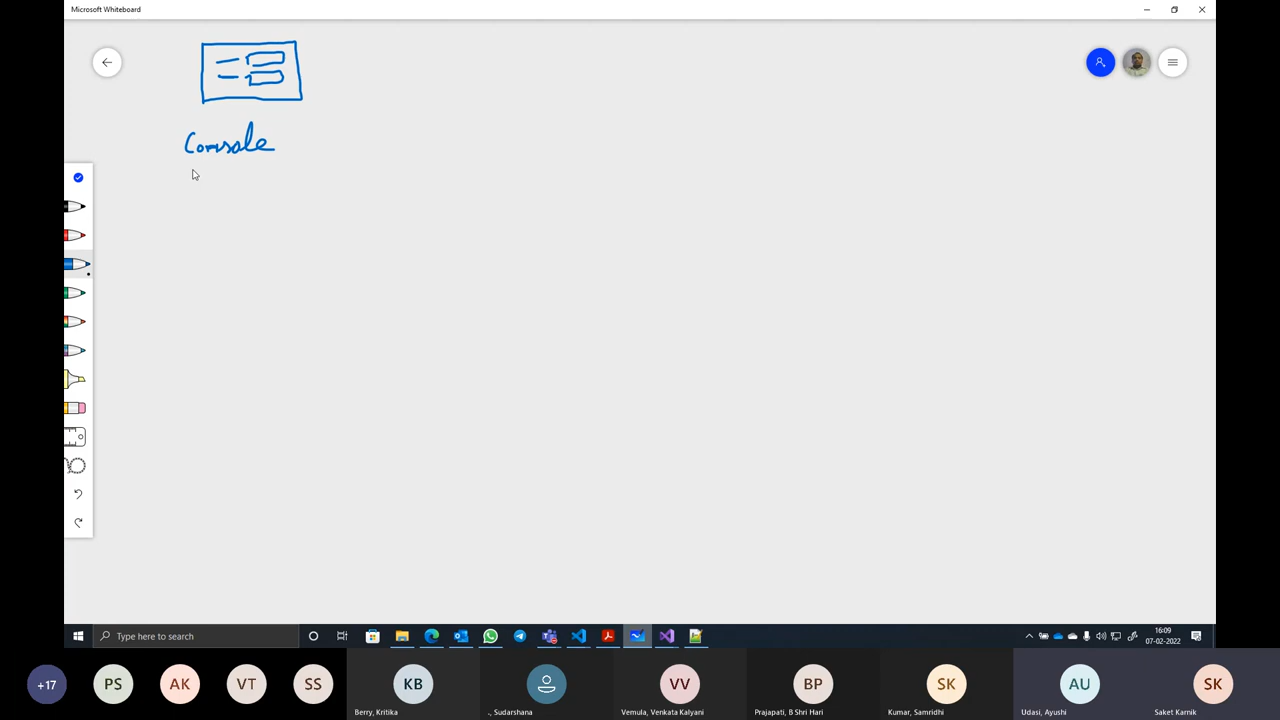 Microsoft Whiteboard
Console
Type here to search
16:09
07-02-2022
+17
PS
AK
VT
SS
KB
VV
BP
SK
AU
SK
Berry, Kritika
., Sudarshana
Vemula, Venkata Kalyani
Prajapati, B Shri Hari
Kumar, Samridhi
Udasi, Ayushi
Saket Karnik